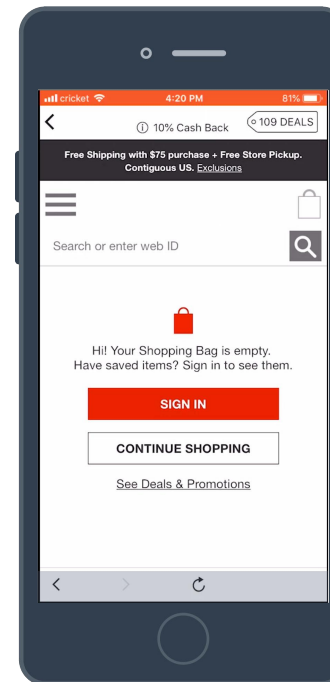 cricket 4:20 PM 81%
10% Cash Back 109 DEALS
Free Shipping with $75 purchase + Free Store Pickup.
Contiguous US. Exclusions
Search or enter web ID
Hi! Your Shopping Bag is empty.
Have saved items? Sign in to see them.
SIGN IN
CONTINUE SHOPPING
See Deals & Promotions